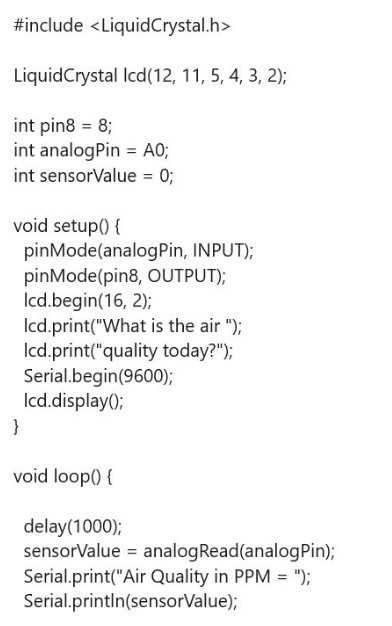 #include <LiquidCrystal.h>
LiquidCrystal lcd(12, 11, 5, 4, 3, 2);
int pin8 = 8;
int analogPin = A0;
int sensorValue = 0;
void setup() {
pinMode(analogPin, INPUT);
pinMode(pin8, OUTPUT);
lcd.begin(16, 2);
lcd.print("What is the air ");
lcd.print("quality today?");
Serial.begin(9600);
lcd.display();
}
void loop() {
delay(1000);
sensorValue = analogRead(analogPin);
Serial.print("Air Quality in PPM = ");
Serial.println(sensorValue);